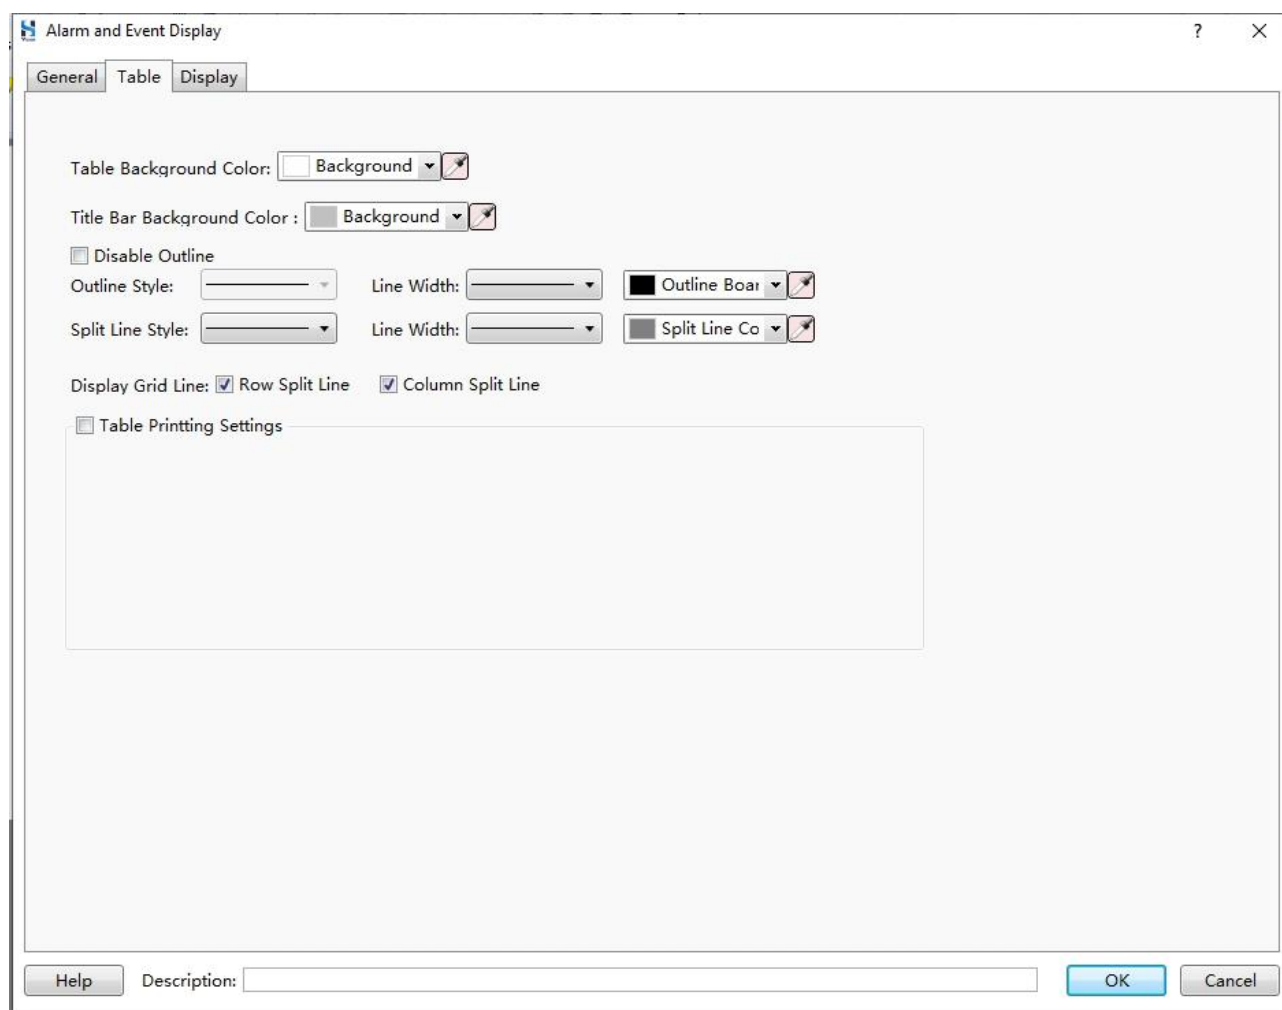 Alarm and Event Display ?
General Table Display
Table Background Color: Background
Title Bar Background Color : Background
Disable Outline
Outline Style: Line Width: Outline Boar
Split Line Style: Line Width: Split Line Co
Display Grid Line: Row Split Line Column Split Line
Table Printting Settings
Help Description: OK Cancel